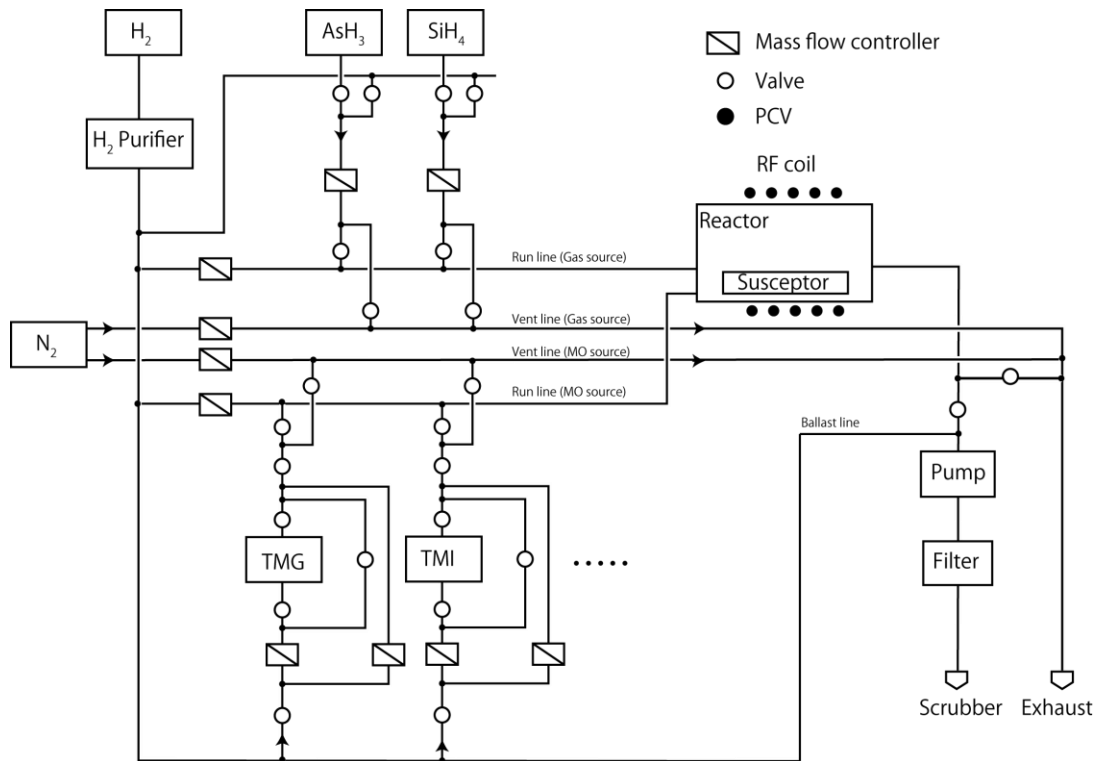 H₂
AsH₃
SiH₄
Mass flow controller
Valve
PCV
H₂ Purifier
RF coil
Reactor
Susceptor
Run line (Gas source)
Vent line (Gas source)
N₂
Vent line (MO source)
Run line (MO source)
Ballast line
Pump
TMG
TMI
.....
Filter
Scrubber
Exhaust